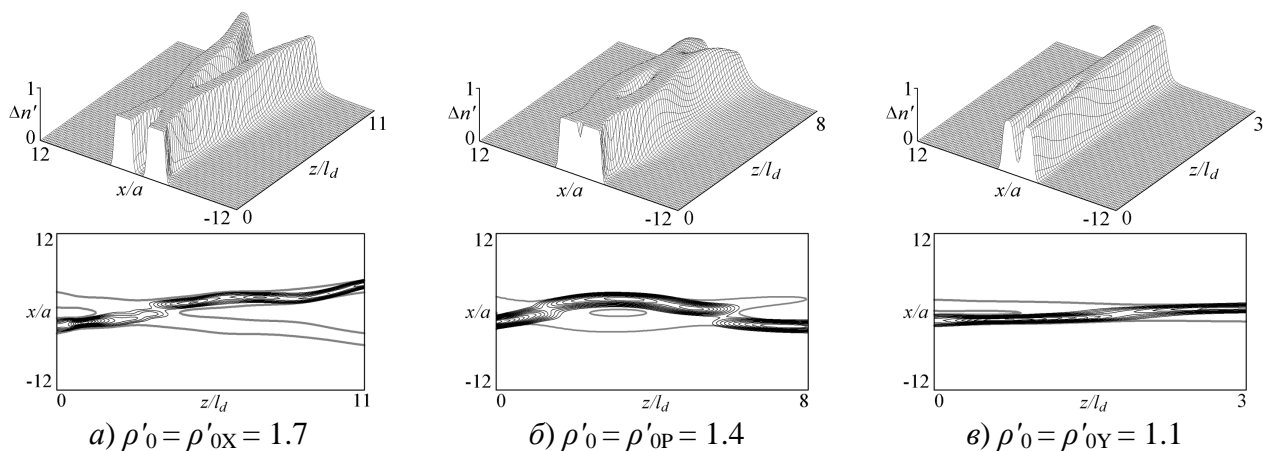 1
Δn'
0
12
x/a
-12
0
z/l_d
11
1
Δn'
0
12
x/a
-12
0
z/l_d
8
1
Δn'
0
12
x/a
-12
0
z/l_d
3
12
x/a
-12
0
z/l_d
11
12
x/a
-12
0
z/l_d
8
12
x/a
-12
0
z/l_d
3
а) ρ'₀ = ρ'₀X = 1.7
б) ρ'₀ = ρ'₀P = 1.4
в) ρ'₀ = ρ'₀Y = 1.1